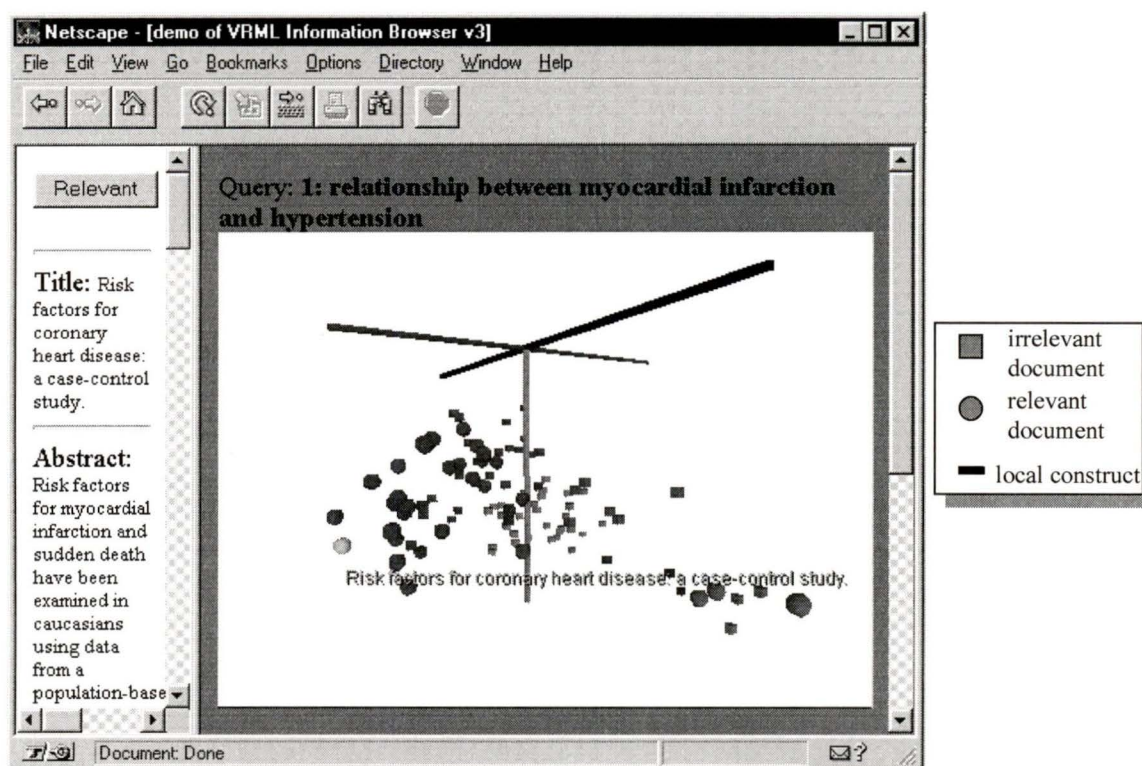 Netscape - [demo of VRML Information Browser v3]
File Edit View Go Bookmarks Options Directory Window Help
Relevant
Title: Risk
factors for
coronary
heart disease:
a case-control
study.
Abstract:
Risk factors
for myocardial
infarction and
sudden death
have been
examined in
caucasians
using data
from a
population-base
Query: 1: relationship between myocardial infarction
and hypertension
Risk factors for coronary heart disease: a case-control study.
Document: Done
?
irrelevant
document
relevant
document
local construct